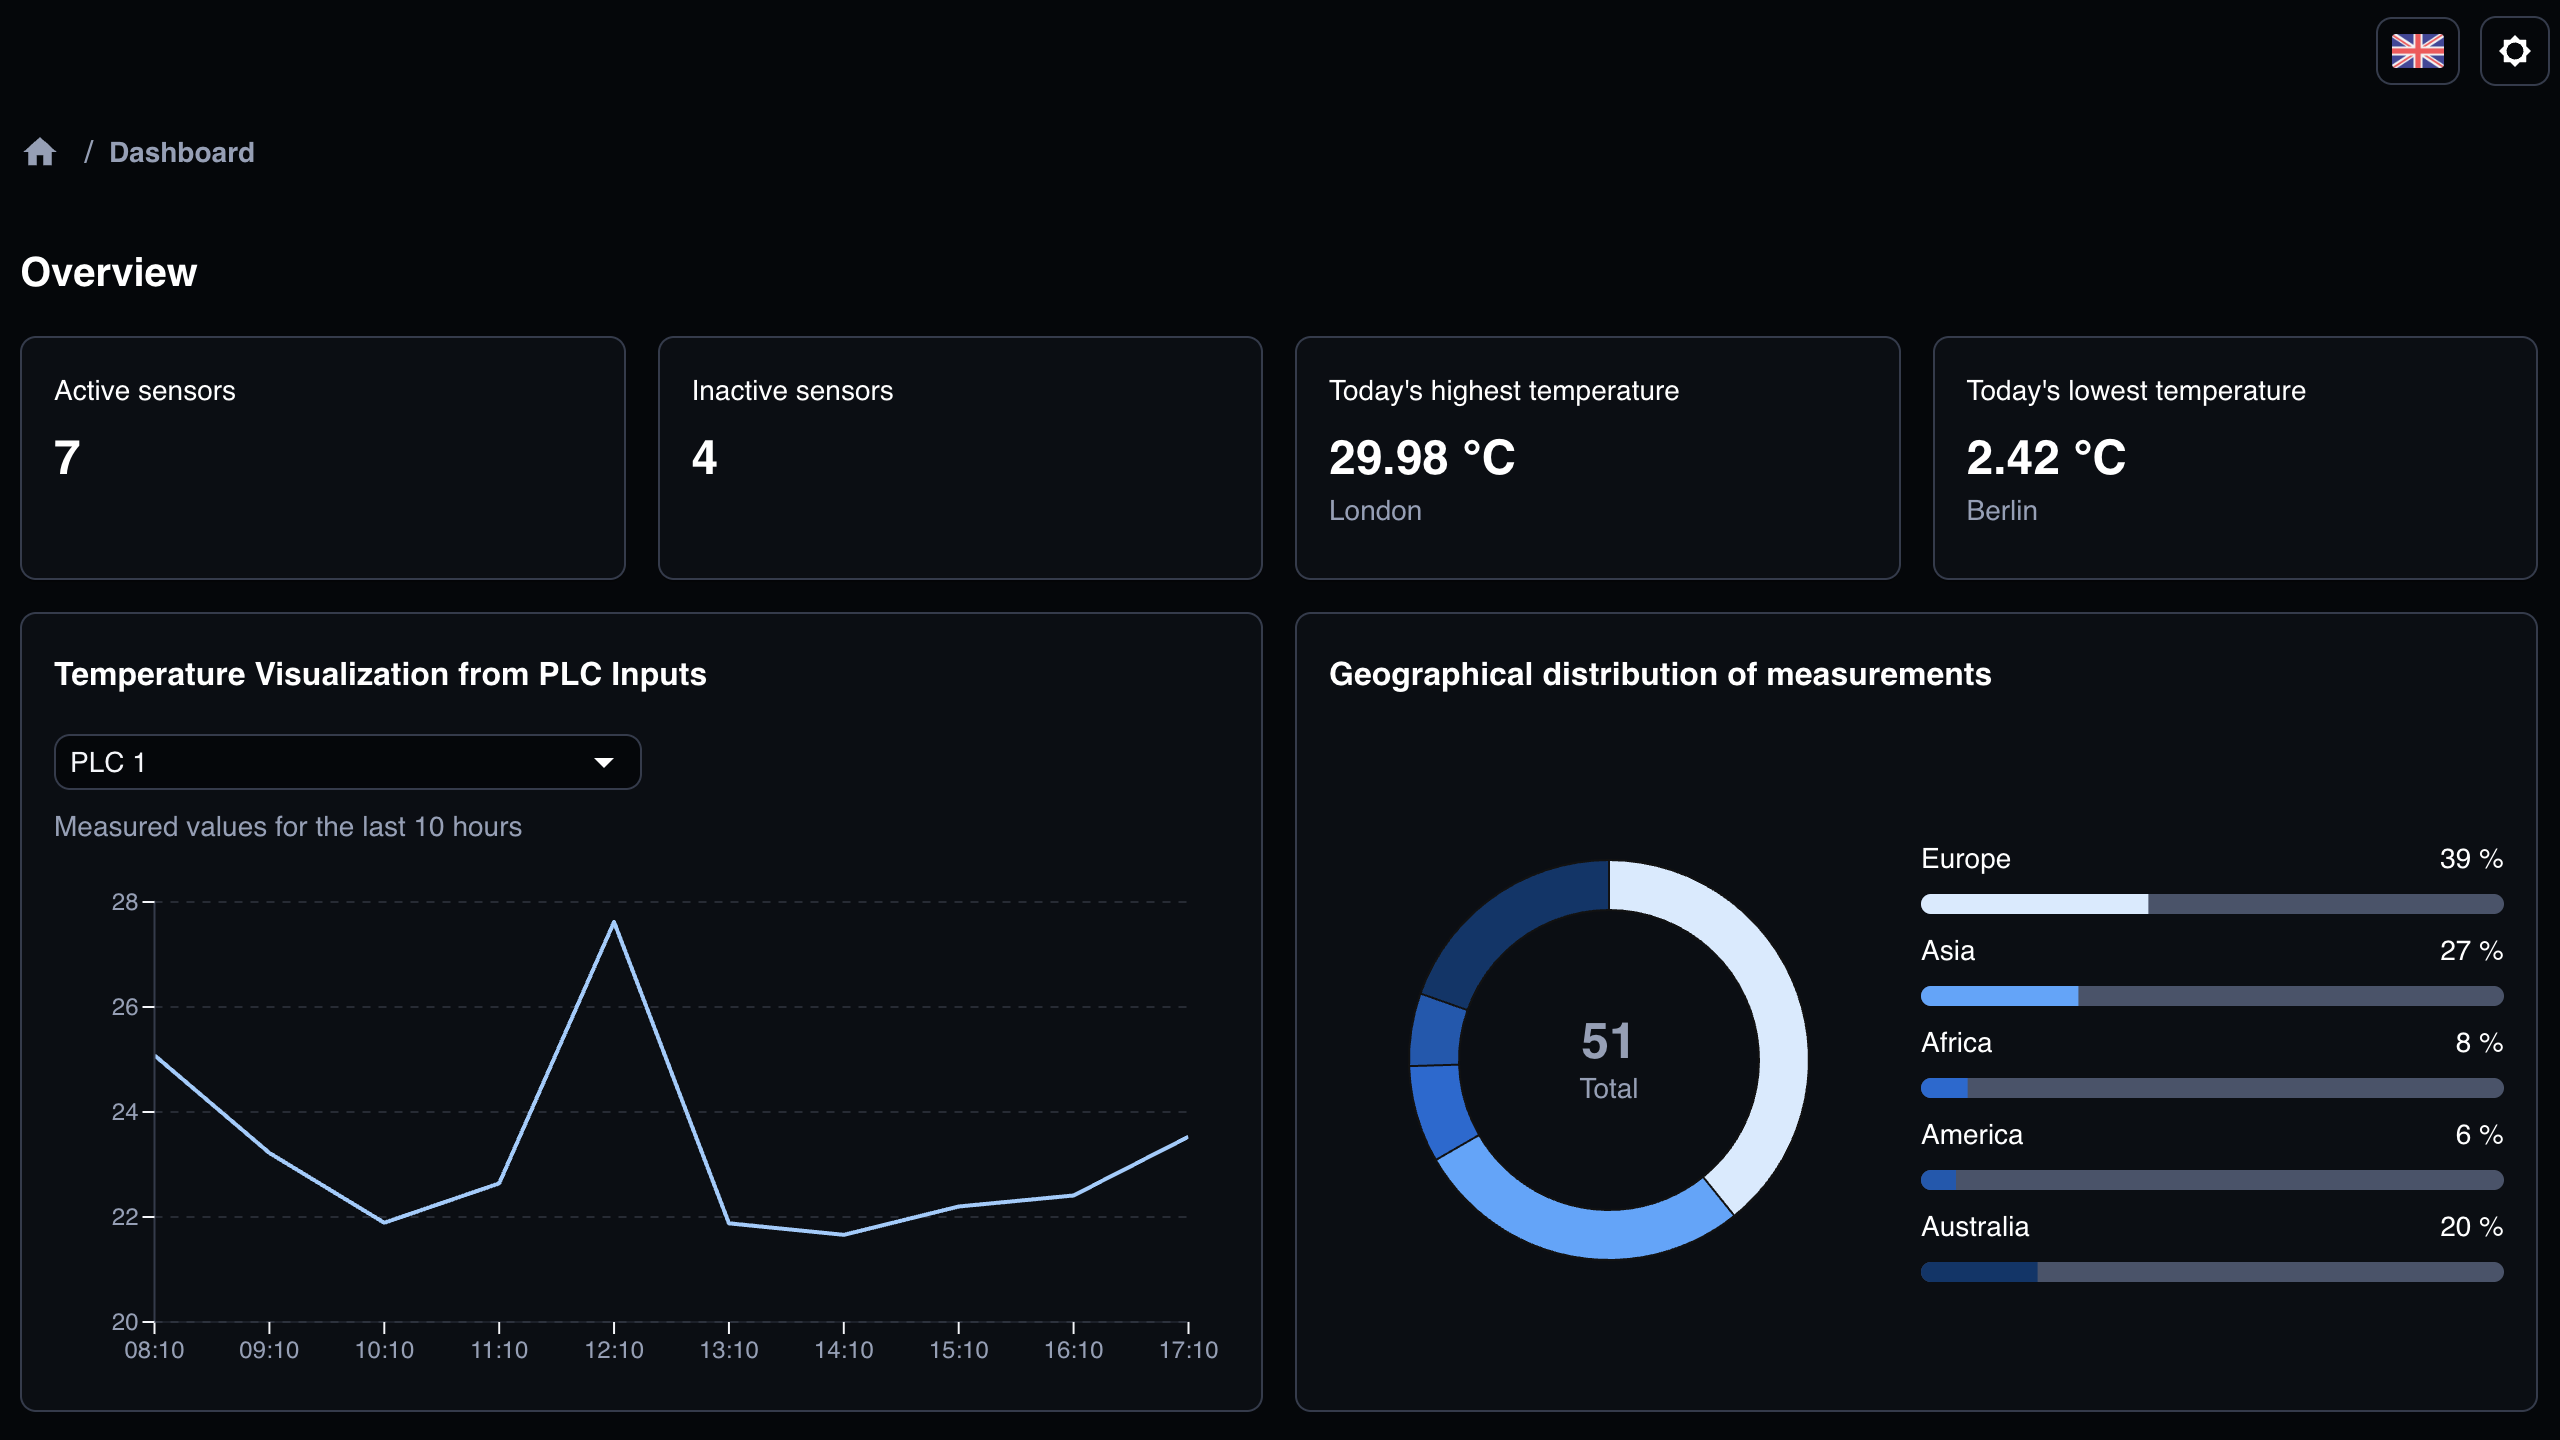 / Dashboard
Overview
Active sensors
7
Inactive sensors
4
Today's highest temperature
29.98 °C
London
Today's lowest temperature
2.42 °C
Berlin
Temperature Visualization from PLC Inputs
PLC 1
Measured values for the last 10 hours
28
26
24
22
20
08:10 09:10 10:10 11:10 12:10 13:10 14:10 15:10 16:10 17:10
Geographical distribution of measurements
51
Total
Europe 39 %
Asia 27 %
Africa 8 %
America 6 %
Australia 20 %